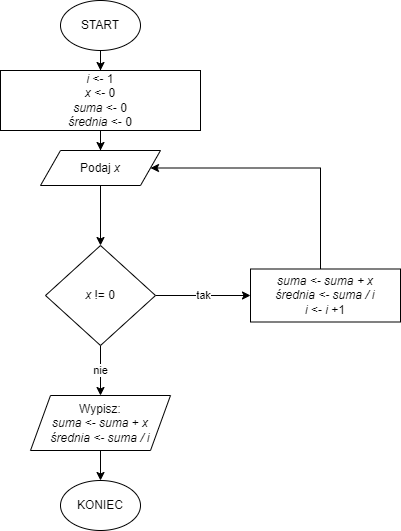 START
i <- 1
x <- 0
suma <- 0
średnia <- 0
Podaj x
x != 0
tak
suma <- suma + x
średnia <- suma / i
i <- i +1
nie
Wypisz:
suma <- suma + x
średnia <- suma / i
KONIEC